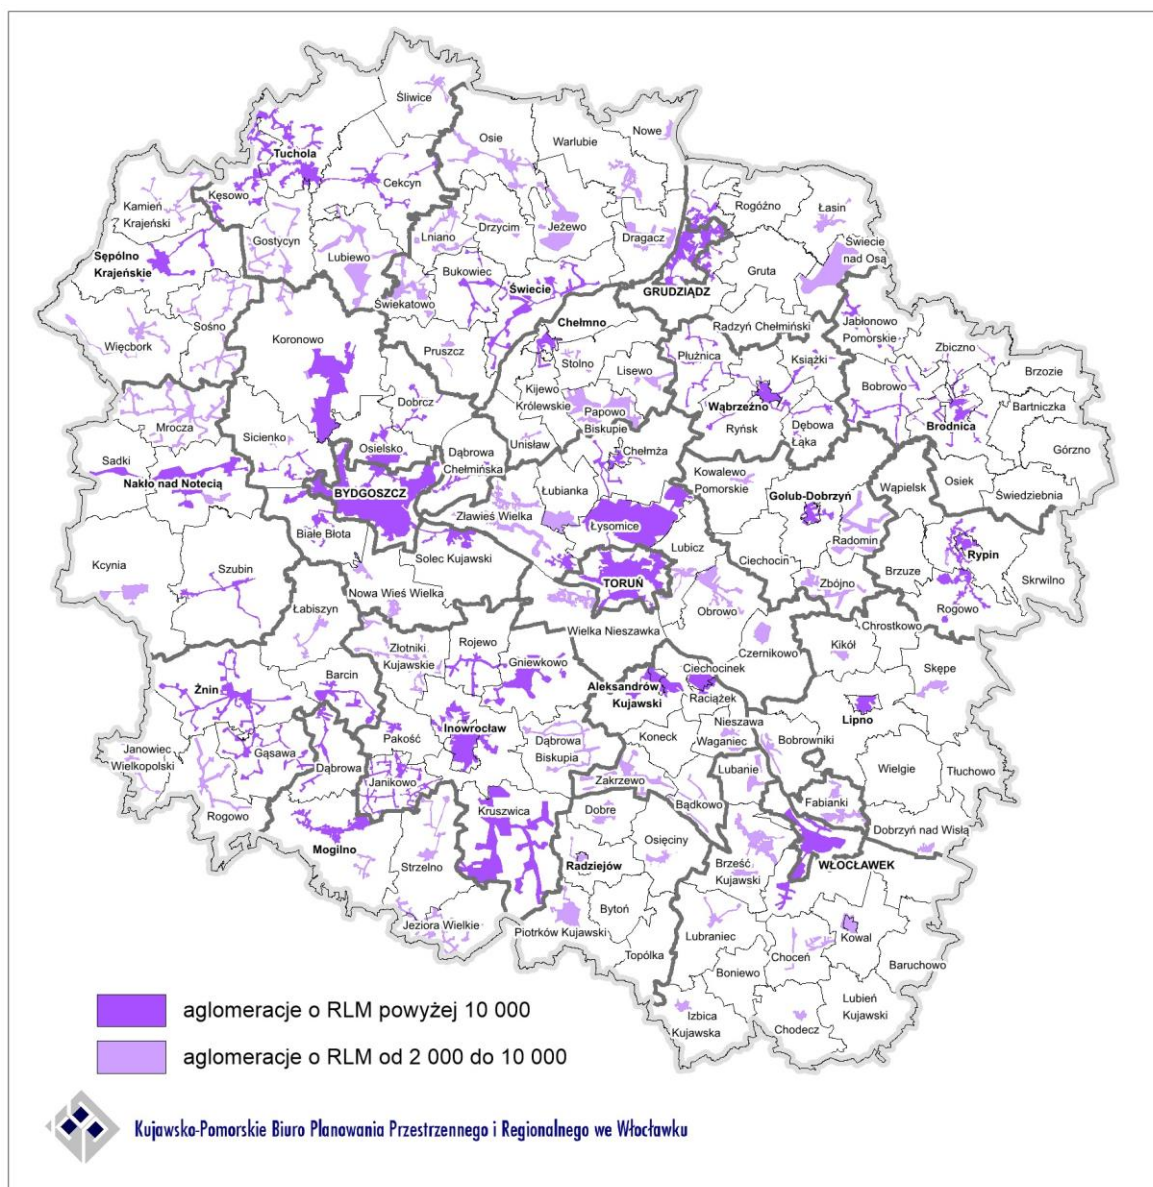 Śliwice
Osie
Warlubie
Nowe
Tuchola
Cekcyn
Kęsowo
Kamień
Krajeński
Rogóźno
Łasin
Gostycyn
Lniano
Drzycim
Jeżewo
Dragacz
Świecie
nad Osą
Sępólno
Krajeńskie
Lubiewo
Bukowiec
Gruta
Świecie
GRUDZIĄDZ
Świekatowo
Sośno
Więcbork
Koronowo
Chełmno
Radzyń Chełmiński
Jabłonowo
Pomorskie
Pruszcz
Stolno
Płużnica
Książki
Zbiczno
Lisewo
Brzozie
Kijewo
Królewskie
Bobrowo
Dobrcz
Papowo
Biskupie
Wąbrzeźno
Bartniczka
Mrocza
Ryńsk
Dębowa
Łąka
Brodnica
Sicienko
Osielsko
Unisław
Dąbrowa
Chełmińska
Chełmża
Górzno
Sadki
Kowalewo
Pomorskie
Wąpielsk
Osiek
Nakło nad Notecią
BYDGOSZCZ
Łubianka
Golub-Dobrzyń
Świedziebnia
Zławieś Wielka
Łysomice
Białe Błota
Radomin
Rypin
Solec Kujawski
Lubicz
Kcynia
Szubin
Ciechocin
Brzuze
Skrwilno
TORUŃ
Zbójno
Nowa Wieś Wielka
Obrowo
Rogowo
Łabiszyn
Chrostkowo
Wielka Nieszawka
Złotniki
Kujawskie
Rojewo
Czernikowo
Kikół
Gniewkowo
Skępe
Ciechocinek
Żnin
Barcin
Aleksandrów
Kujawski
Raciążek
Lipno
Inowrocław
Nieszawa
Pakość
Koneck
Waganiec
Bobrowniki
Janowiec
Wielkopolski
Gąsawa
Dąbrowa
Dąbrowa
Biskupia
Lubanie
Wielgie
Tłuchowo
Janikowo
Zakrzewo
Bądkowo
Rogowo
Kruszwica
Dobre
Fabianki
Osięciny
Dobrzyń nad Wisłą
Mogilno
Strzelno
Radziejów
Brześć
Kujawski
WŁOCŁAWEK
Bytoń
Jeziora Wielkie
Piotrków Kujawski
Lubraniec
Kowal
Topólka
Choceń
Baruchowo
Boniewo
Lubień
Kujawski
Izbica
Kujawska
Chodecz
aglomeracje o RLM powyżej 10 000
aglomeracje o RLM od 2 000 do 10 000
Kujawsko-Pomorskie Biuro Planowania Przestrzennego i Regionalnego we Włocławku